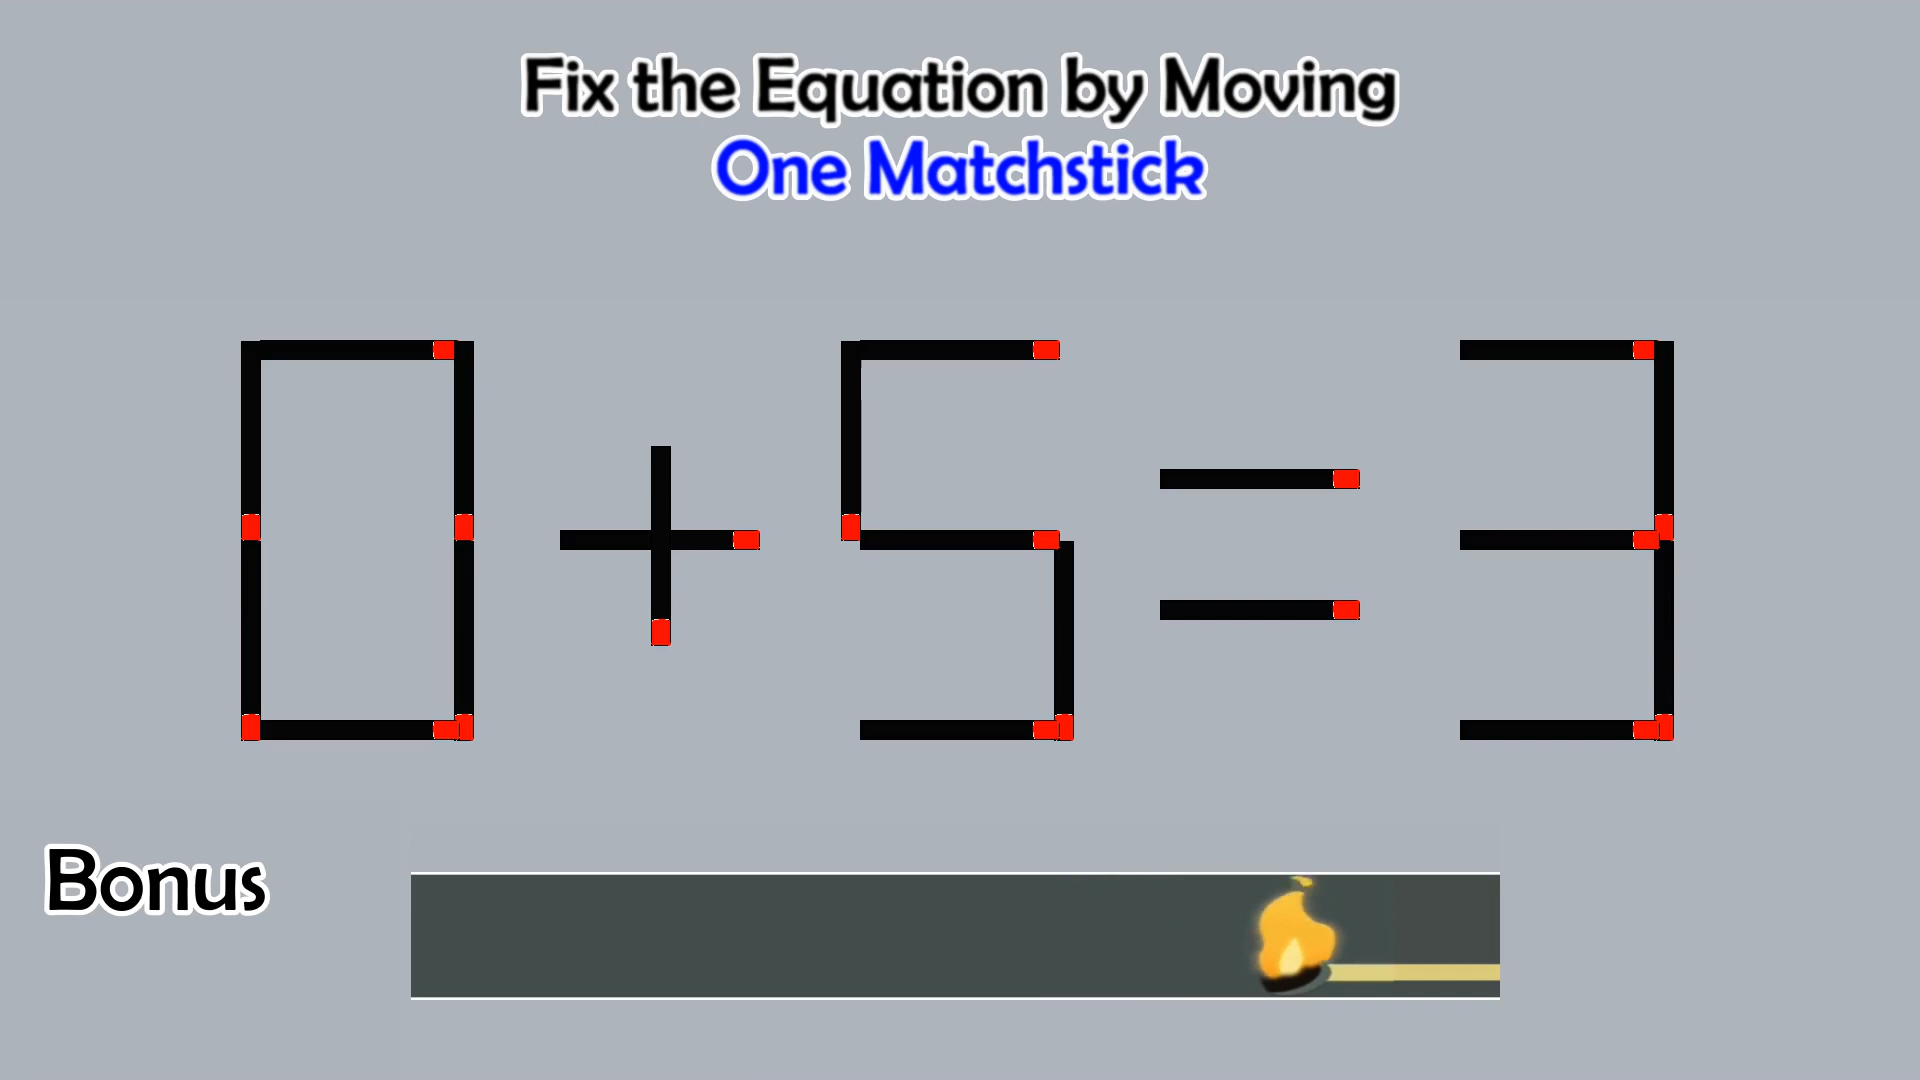 Fix the Equation by Moving
One Matchstick
0 + 5 = 3
Bonus